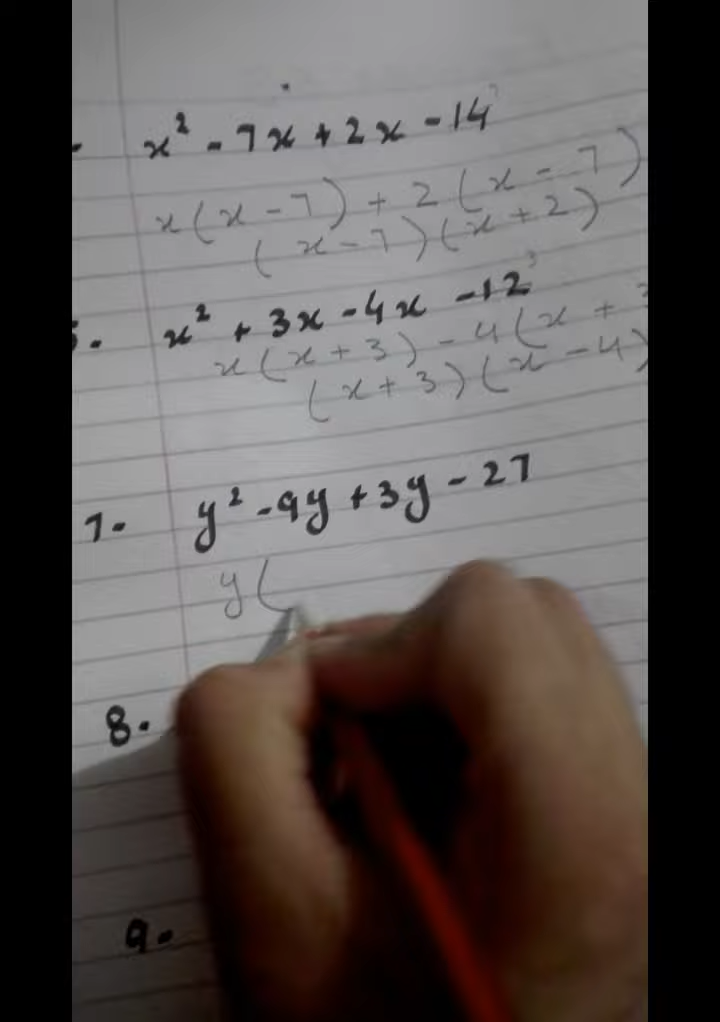 x² - 7x + 2x - 14
x(x - 7) + 2(x - 7)
(x - 7)(x + 2)
x² + 3x - 4x - 12
x(x + 3) - 4(x + 3
(x + 3)(x - 4)
7. y² - 9y + 3y - 27
y(
8.
9.